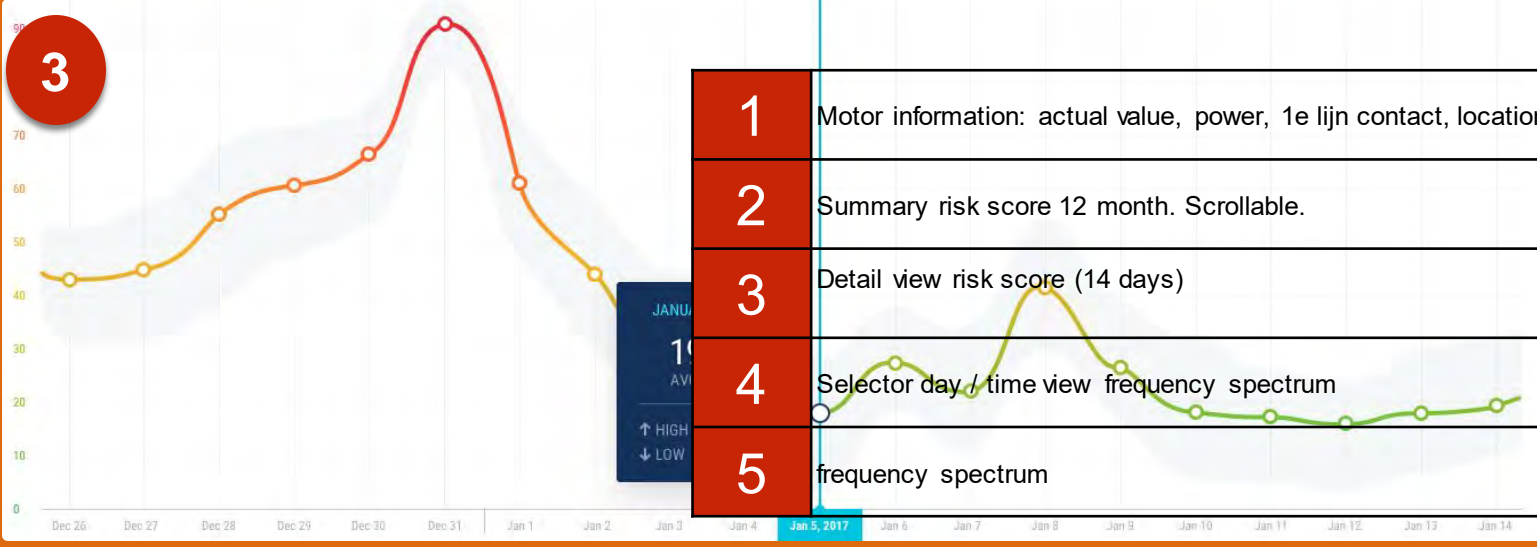 3
90
70
60
50
40
30
20
10
0
1 Motor information: actual value, power, 1e lijn contact, location
2 Summary risk score 12 month. Scrollable.
3 Detail view risk score (14 days)
4 Selector day / time view frequency spectrum
5 frequency spectrum
↑ HIGH
↓ LOW
Dec 26 Dec 27 Dec 28 Dec 29 Dec 30 Dec 31 Jan 1 Jan 2 Jan 3 Jan 4 Jan 5, 2017 Jan 6 Jan 7 Jan 8 Jan 9 Jan 10 Jan 11 Jan 12 Jan 13 Jan 14